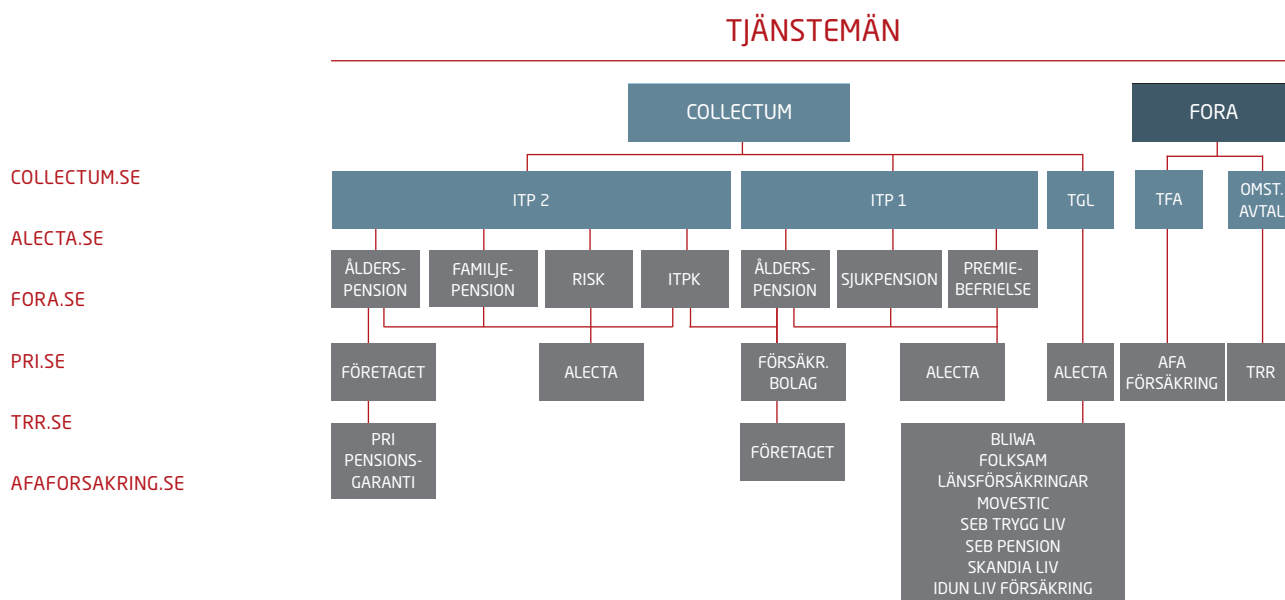 TJÄNSTEMÄN
COLLECTUM
FORA
COLLECTUM.SE
ALECTA.SE
FORA.SE
PRI.SE
TRR.SE
AFAFORSAKRING.SE
ITP 2
ITP 1
TGL
TFA
OMST.
AVTAL
ÅLDERS-
PENSION
FAMILJE-
PENSION
RISK
ITPK
ÅLDERS-
PENSION
SJUKPENSION
PREMIE-
BEFRIELSE
FÖRETAGET
ALECTA
FÖRSÄKR.
BOLAG
ALECTA
ALECTA
AFA
FÖRSÄKRING
TRR
PRI
PENSIONS-
GARANTI
FÖRETAGET
BLIWA
FOLKSAM
LÄNSFÖRSÄKRINGAR
MOVESTIC
SEB TRYGG LIV
SEB PENSION
SKANDIA LIV
IDUN LIV FÖRSÄKRING